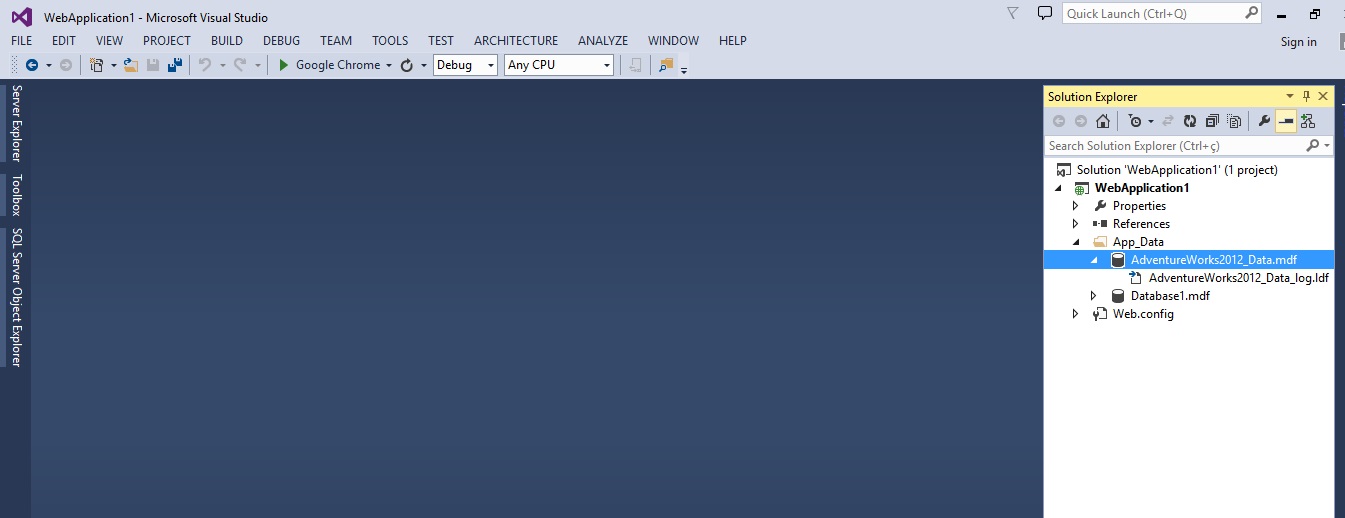 WebApplication1 - Microsoft Visual Studio
Quick Launch (Ctrl+Q)
FILE EDIT VIEW PROJECT BUILD DEBUG TEAM TOOLS TEST ARCHITECTURE ANALYZE WINDOW HELP
Sign in
Google Chrome Debug Any CPU
Server Explorer
Toolbox
SQL Server Object Explorer
Solution Explorer
Search Solution Explorer (Ctrl+ç)
Solution 'WebApplication1' (1 project)
WebApplication1
Properties
References
App_Data
AdventureWorks2012_Data.mdf
AdventureWorks2012_Data_log.ldf
Database1.mdf
Web.config